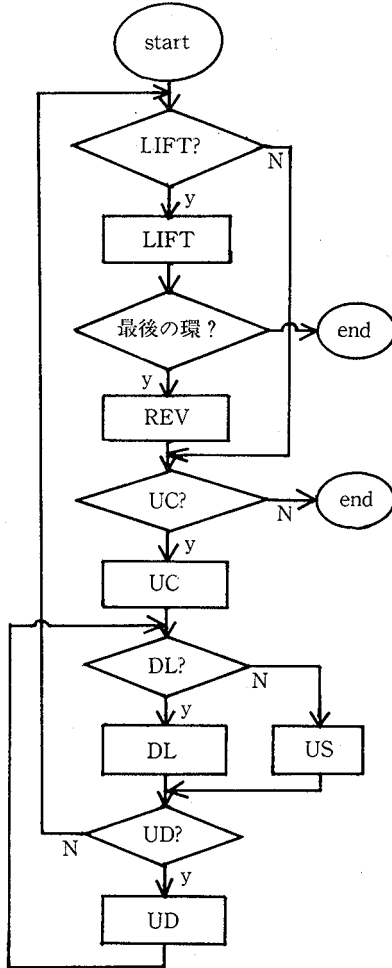 start
LIFT?
N
y
LIFT
最後の環?
end
y
REV
UC?
N
end
y
UC
DL?
N
y
DL
US
UD?
N
y
UD